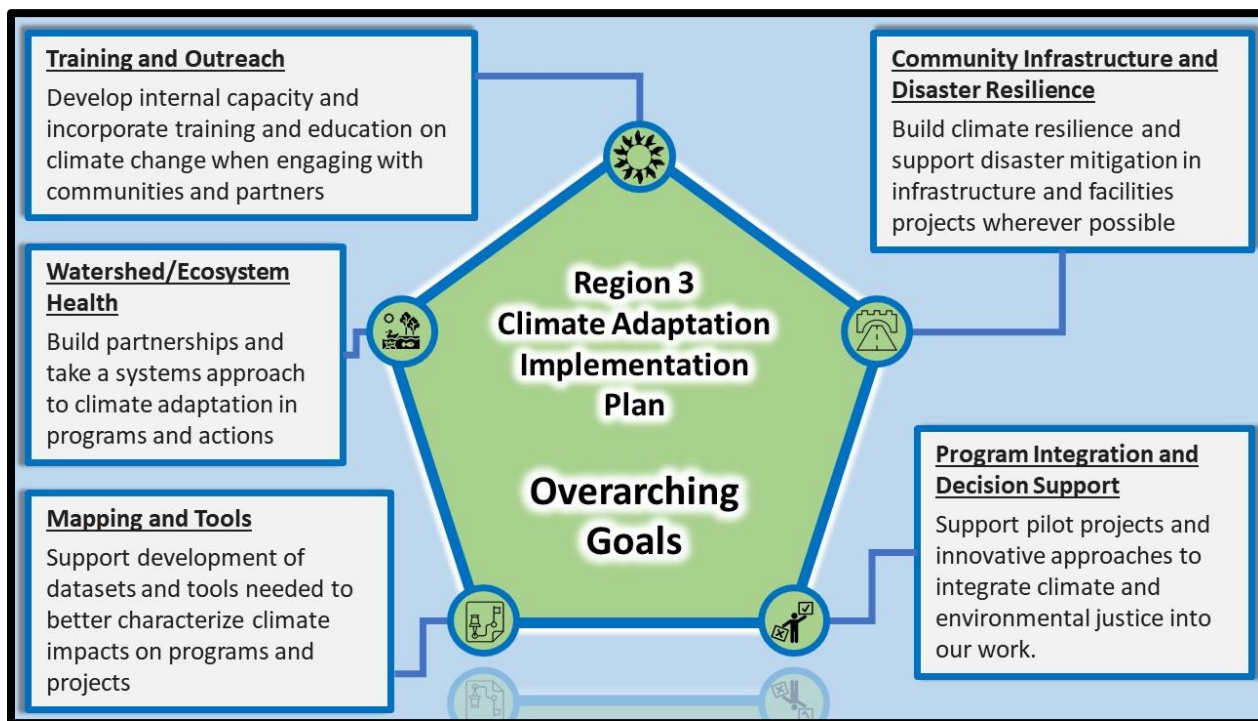 Training and Outreach
Develop internal capacity and
incorporate training and education on
climate change when engaging with
communities and partners
Community Infrastructure and
Disaster Resilience
Build climate resilience and
support disaster mitigation in
infrastructure and facilities
projects wherever possible
Watershed/Ecosystem
Health
Build partnerships and
take a systems approach
to climate adaptation in
programs and actions
Region 3
Climate Adaptation
Implementation
Plan
Overarching
Goals
Mapping and Tools
Support development of
datasets and tools needed to
better characterize climate
impacts on programs and
projects
Program Integration and
Decision Support
Support pilot projects and
innovative approaches to
integrate climate and
environmental justice into
our work.